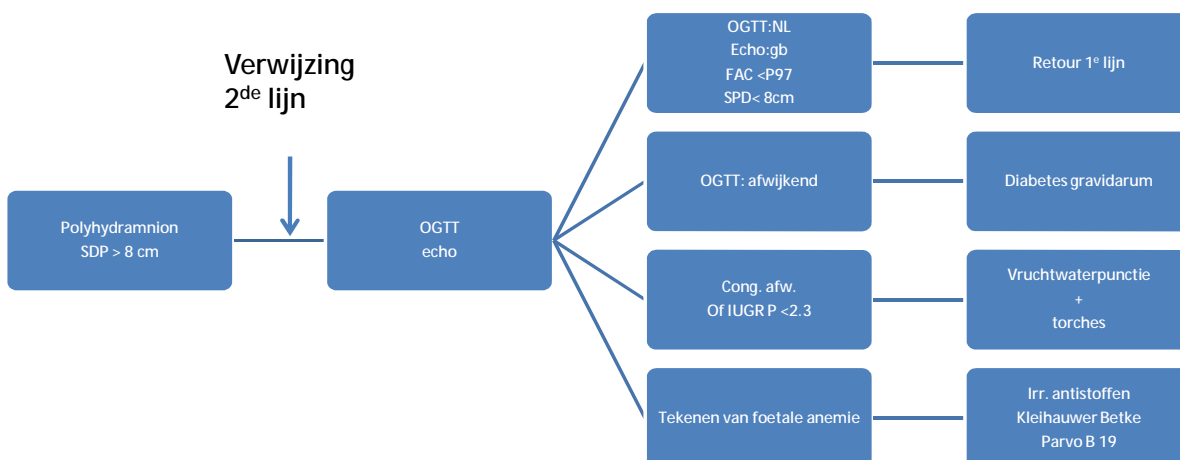 Verwijzing
2de lijn
Polyhydramnion
SDP > 8 cm
OGTT
echo
OGTT:NL
Echo:gb
FAC <P97
SPD< 8cm
Retour 1e lijn
OGTT: afwijkend
Diabetes gravidarum
Cong. afw.
Of IUGR P <2.3
Vruchtwaterpunctie
+
torches
Tekenen van foetale anemie
Irr. antistoffen
Kleihauwer Betke
Parvo B 19